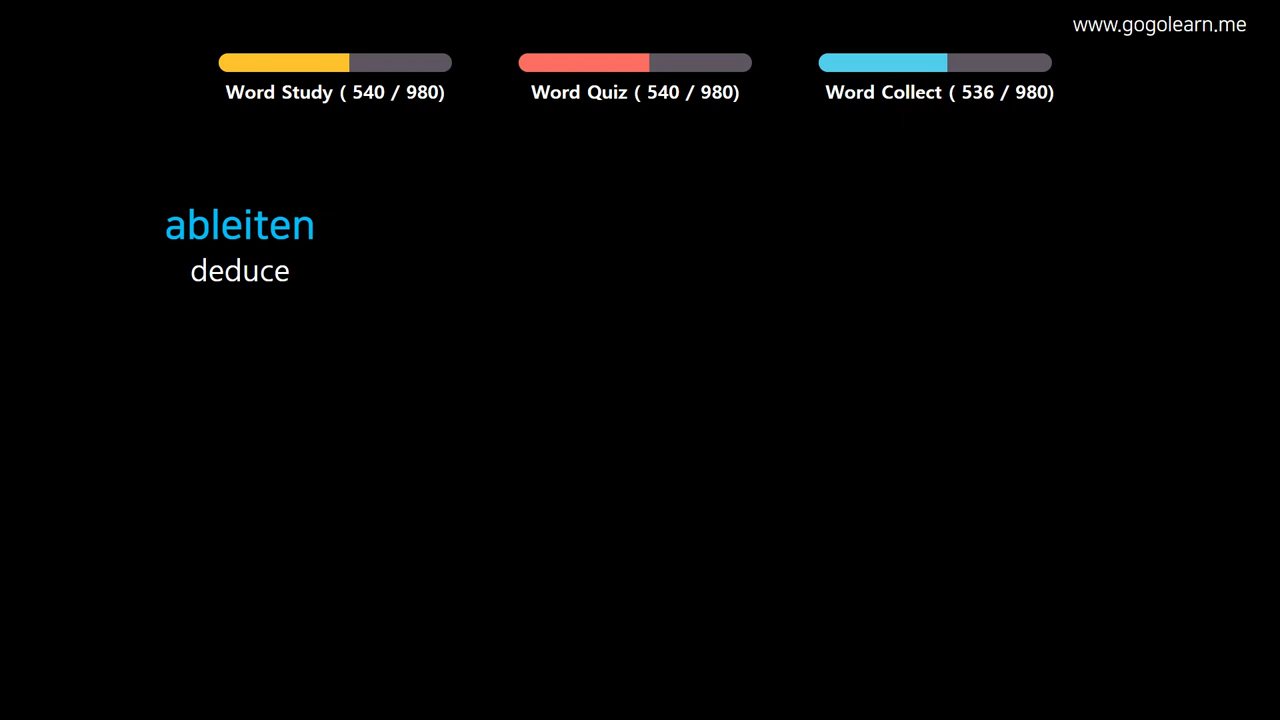 www.gogolearn.me
Word Study ( 540 / 980)
Word Quiz ( 540 / 980)
Word Collect ( 536 / 980)
ableiten
deduce